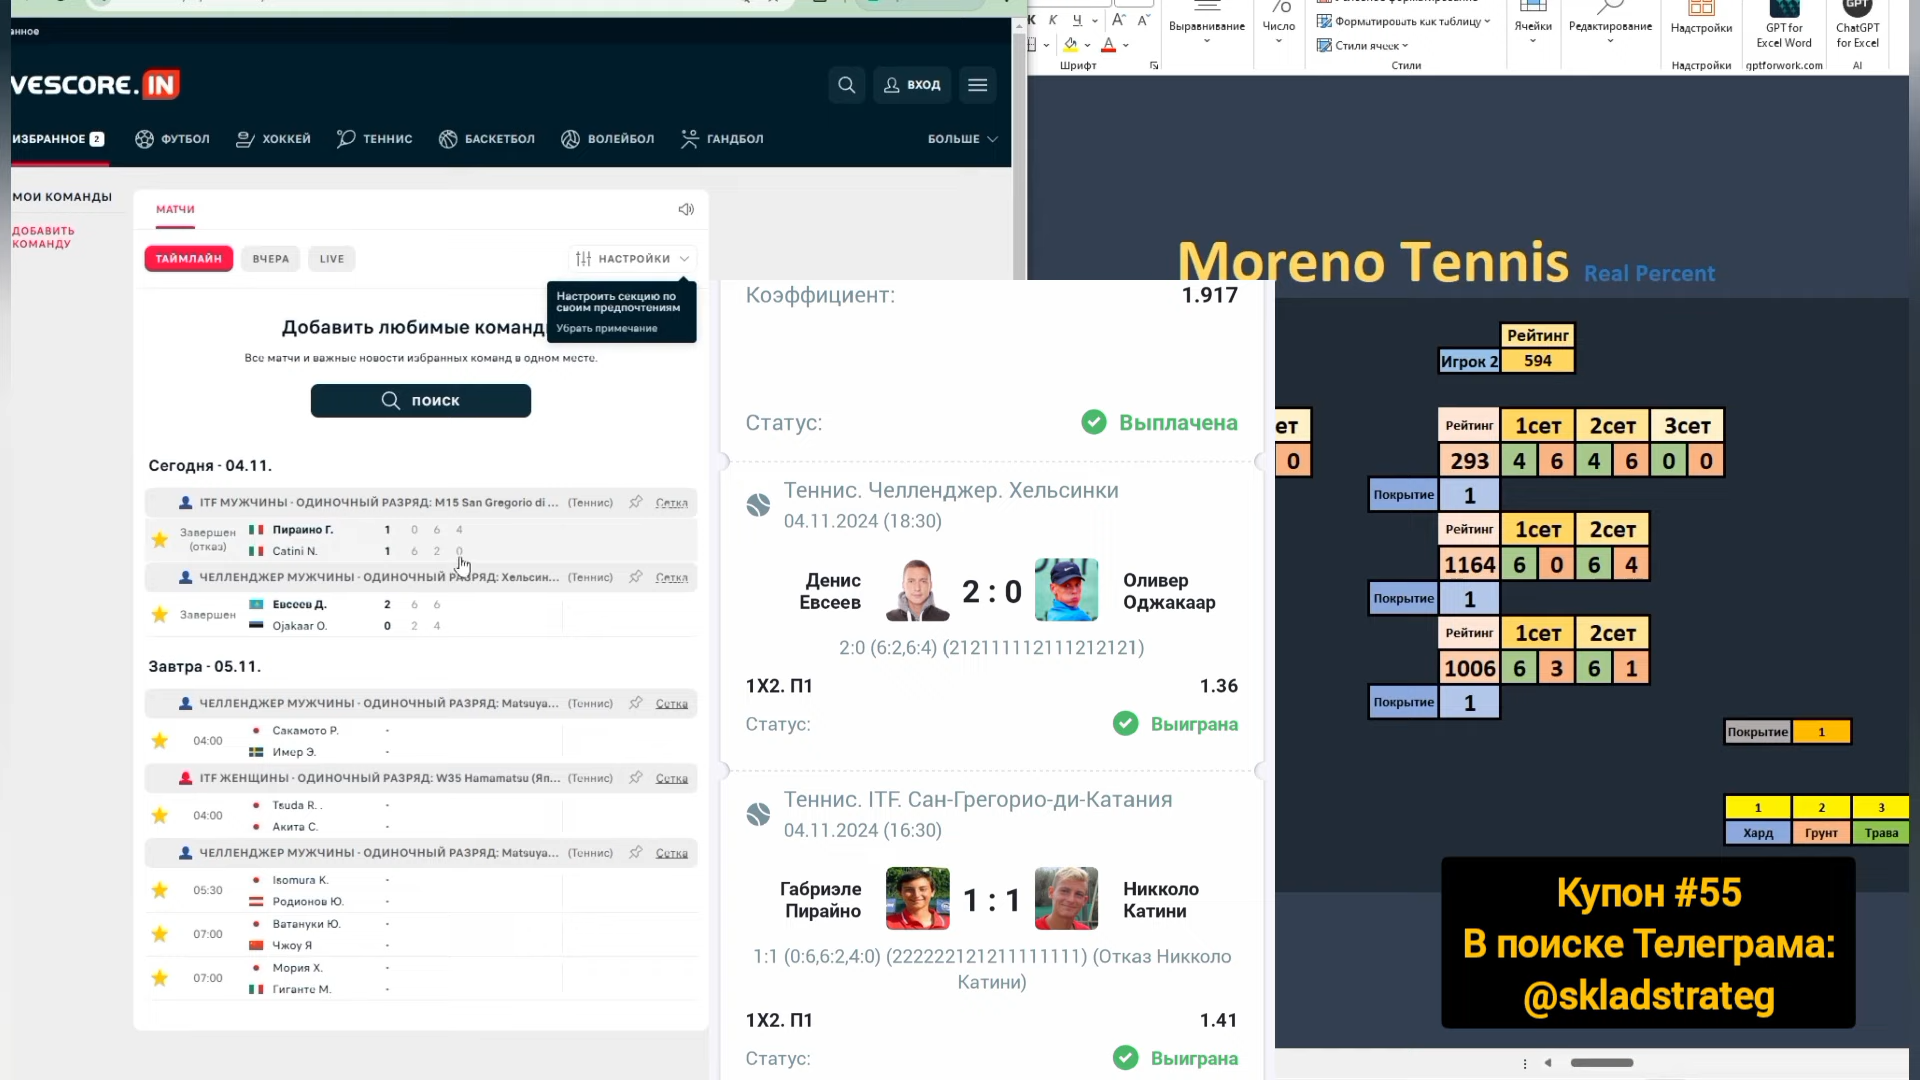 VESCORE.IN
ВХОД
ИЗБРАННОЕ 2
ФУТБОЛ
ХОККЕЙ
ТЕННИС
БАСКЕТБОЛ
ВОЛЕЙБОЛ
ГАНДБОЛ
БОЛЬШЕ
МОИ КОМАНДЫ
ДОБАВИТЬ
КОМАНДУ
МАТЧИ
ТАЙМЛАЙН
ВЧЕРА
LIVE
НАСТРОЙКИ
Настроить секцию по
своим предпочтениям
Убрать примечание
Добавить любимые команд
Все матчи и важные новости избранных команд в одном месте.
ПОИСК
Сегодня - 04.11.
ITF МУЖЧИНЫ - ОДИНОЧНЫЙ РАЗРЯД: M15 San Gregorio di ... (Теннис) Сетка
Завершен
(отказ)
Пираино Г. 1 0 6 4
Catini N. 1 6 2 0
ЧЕЛЛЕНДЖЕР МУЖЧИНЫ - ОДИНОЧНЫЙ РАЗРЯД: Хельсин... (Теннис) Сетка
Завершен
Евсеев Д. 2 6 6
Ojakaar O. 0 2 4
Завтра - 05.11.
ЧЕЛЛЕНДЖЕР МУЖЧИНЫ - ОДИНОЧНЫЙ РАЗРЯД: Matsuya... (Теннис) Сетка
04:00
Сакамото Р. -
Имер Э. -
ITF ЖЕНЩИНЫ - ОДИНОЧНЫЙ РАЗРЯД: W35 Hamamatsu (Яп... (Теннис) Сетка
04:00
Tsuda R. . -
Акита С. -
ЧЕЛЛЕНДЖЕР МУЖЧИНЫ - ОДИНОЧНЫЙ РАЗРЯД: Matsuya... (Теннис) Сетка
05:30
Isomura K. -
Родионов Ю. -
07:00
Ватануки Ю. -
Чжоу Я -
07:00
Мория Х. -
Гиганте М. -
Коэффициент: 1.917
Статус: Выплачена
Теннис. Челленджер. Хельсинки
04.11.2024 (18:30)
Денис
Евсеев
2 : 0
Оливер
Оджакаар
2:0 (6:2,6:4) (212111112111212121)
1X2. П1 1.36
Статус: Выиграна
Теннис. ITF. Сан-Грегорио-ди-Катания
04.11.2024 (16:30)
Габриэле
Пирайно
1 : 1
Никколо
Катини
1:1 (0:6,6:2,4:0) (222222121211111111) (Отказ Никколо
Катини)
1X2. П1 1.41
Статус: Выиграна
К Ч
Шрифт
Выравнивание
Число
Форматировать как таблицу
Стили ячеек
Стили
Ячейки
Редактирование
Надстройки
Надстройки
GPT for
Excel Word
gptforwork.com
GPT
ChatGPT
for Excel
AI
Moreno Tennis Real Percent
Рейтинг
Игрок 2 594
ет
0
Рейтинг 1сет 2сет 3сет
293 4 6 4 6 0 0
Покрытие 1
Рейтинг 1сет 2сет
1164 6 0 6 4
Покрытие 1
Рейтинг 1сет 2сет
1006 6 3 6 1
Покрытие 1
Покрытие 1
1 2 3
Хард Грунт Трава
Купон #55
В поиске Телеграма:
@skladstrateg